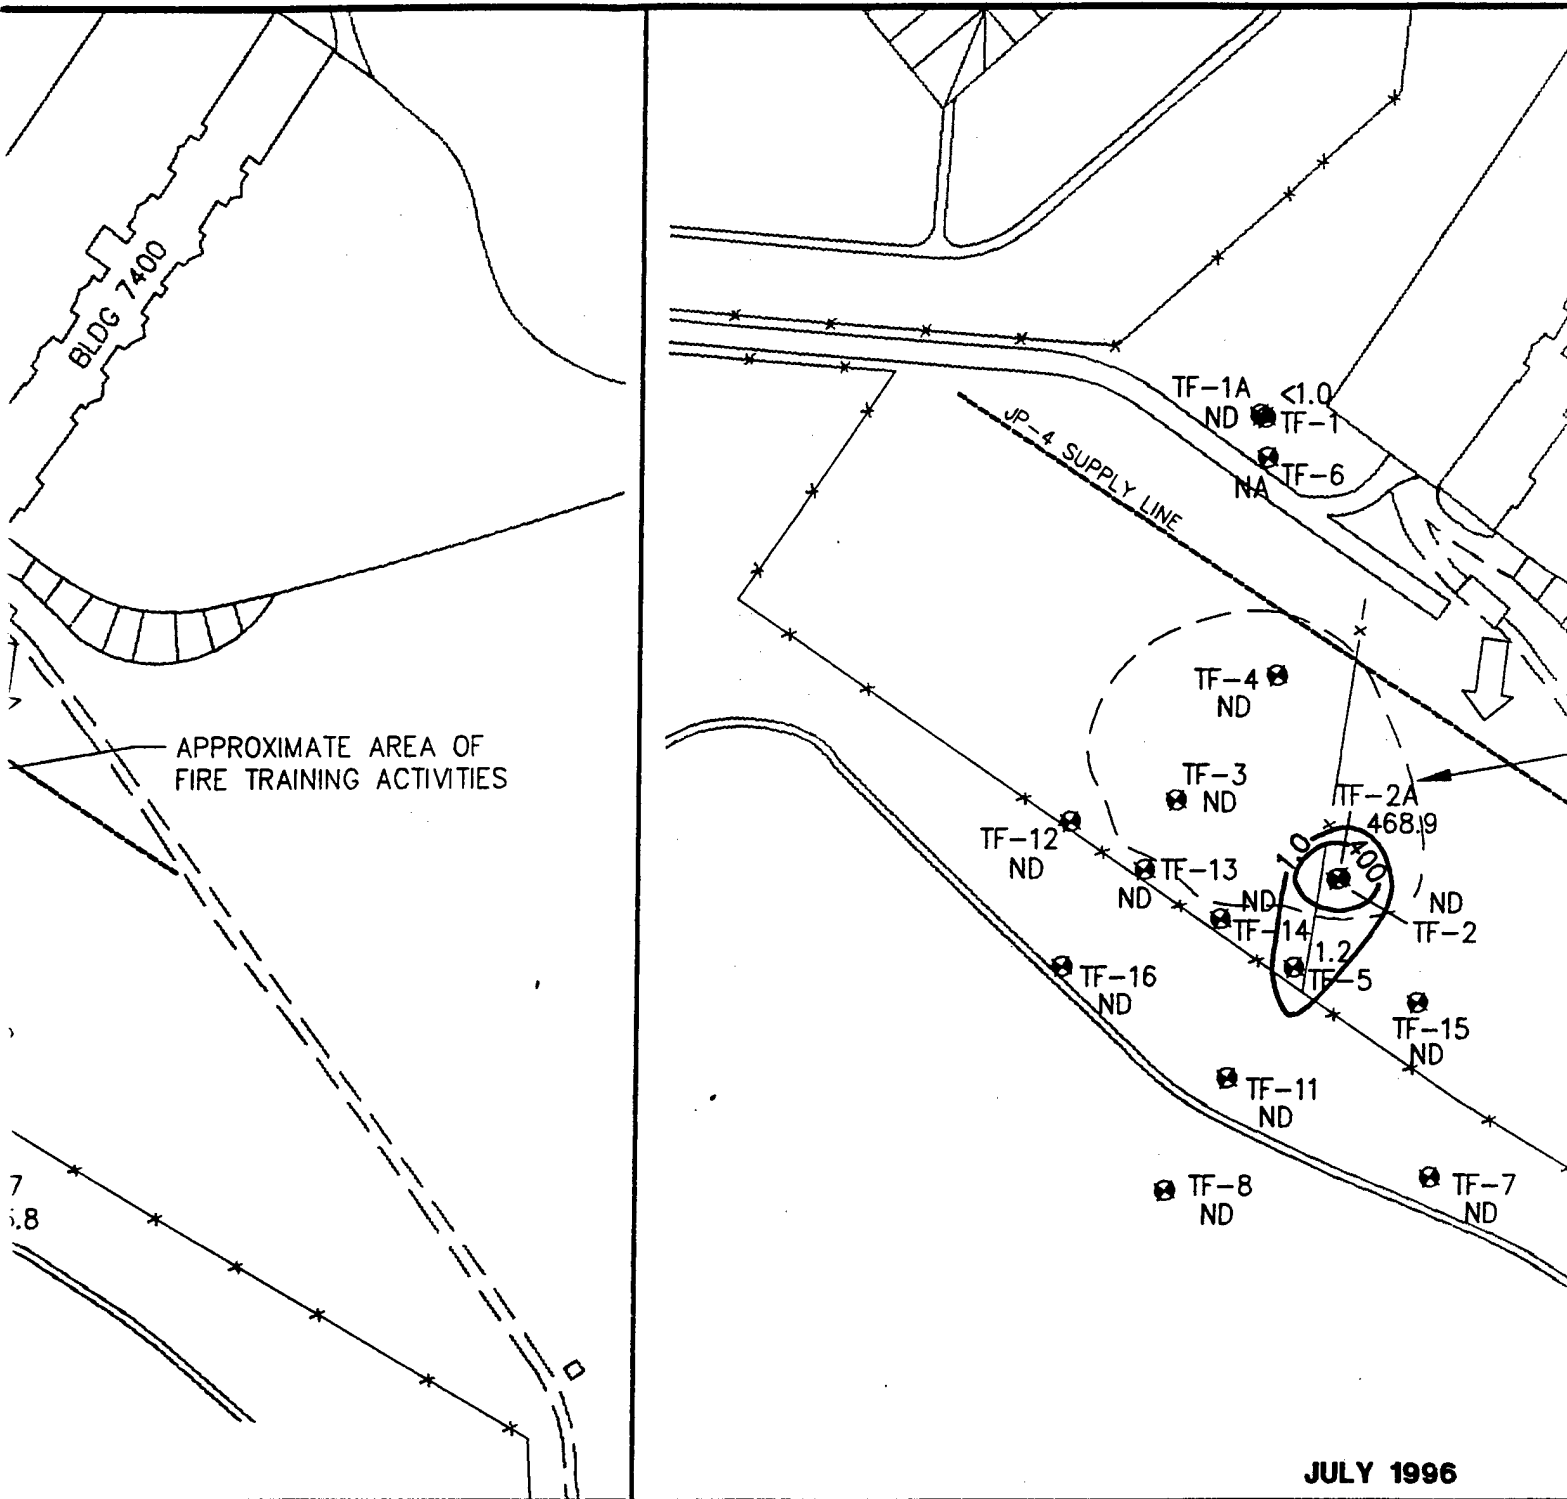 BLDG 7400
APPROXIMATE AREA OF
FIRE TRAINING ACTIVITIES
7
.8
JP-4 SUPPLY LINE
TF-1A
ND
<1.0
TF-1
TF-6
NA
TF-4
ND
TF-3
ND
TF-2A
468.9
TF-12
ND
TF-13
ND
1.0
400
ND
TF-14
ND
TF-2
1.2
TF-5
TF-16
ND
TF-15
ND
TF-11
ND
TF-8
ND
TF-7
ND
JULY 1996